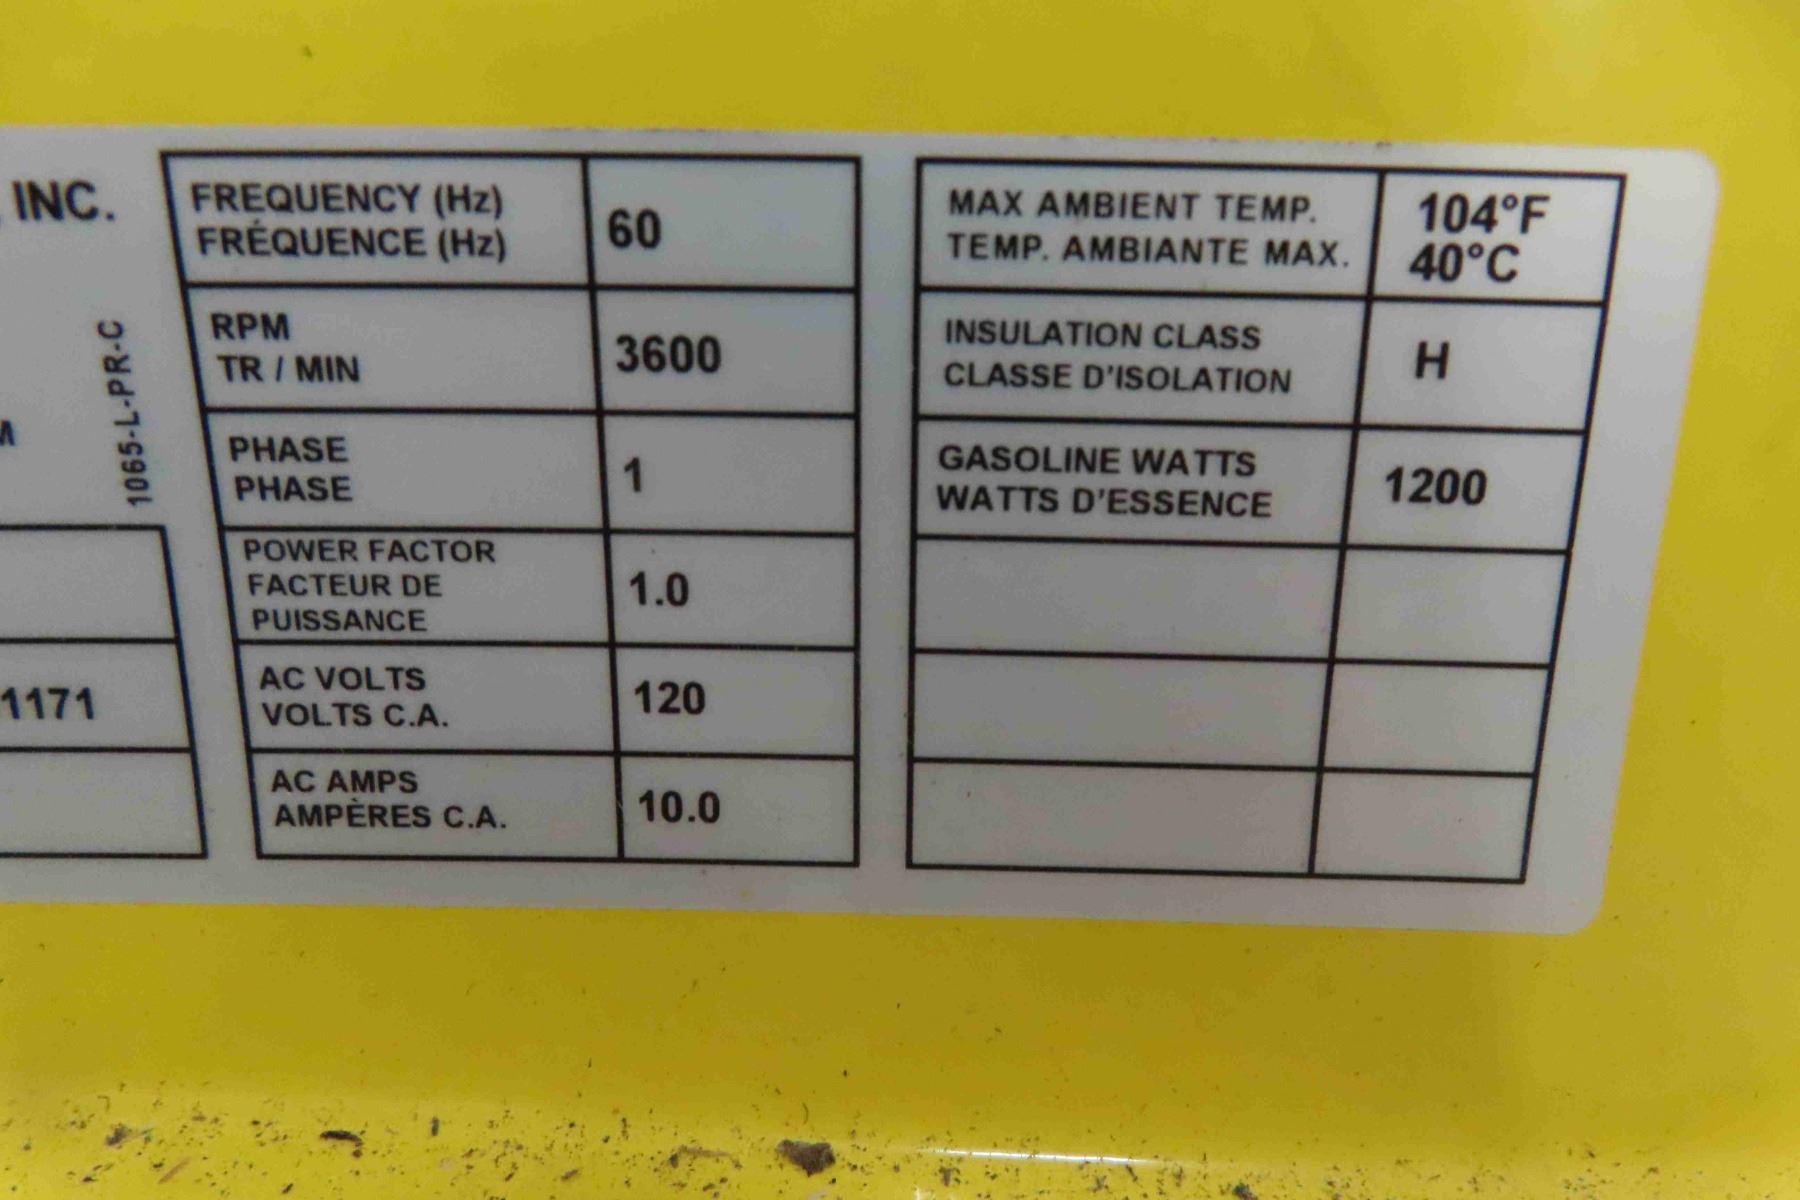 INC.
1065-L-PR-C
1171
FREQUENCY (Hz)
FRÉQUENCE (Hz)
60
RPM
TR / MIN
3600
PHASE
PHASE
1
POWER FACTOR
FACTEUR DE
PUISSANCE
1.0
AC VOLTS
VOLTS C.A.
120
AC AMPS
AMPÈRES C.A.
10.0
MAX AMBIENT TEMP.
TEMP. AMBIANTE MAX.
104°F
40°C
INSULATION CLASS
CLASSE D'ISOLATION
H
GASOLINE WATTS
WATTS D'ESSENCE
1200